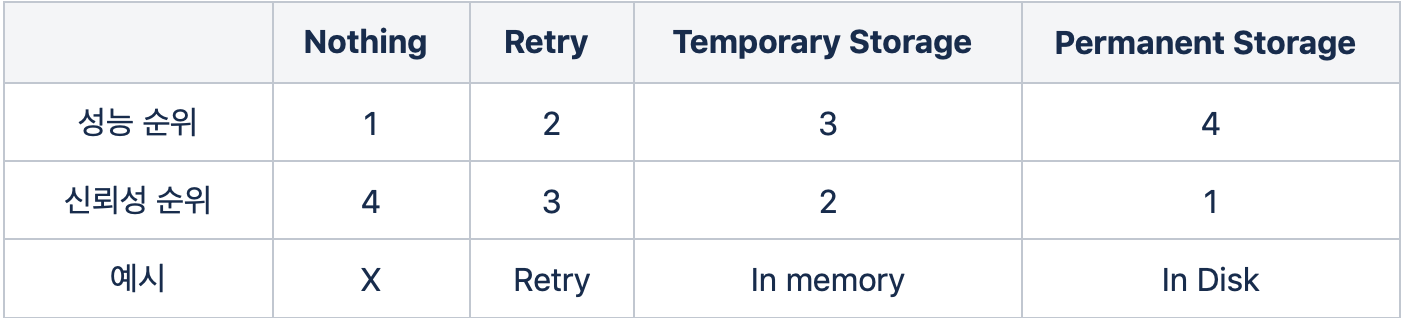 Nothing Retry Temporary Storage Permanent Storage
성능 순위 1 2 3 4
신뢰성 순위 4 3 2 1
예시 X Retry In memory In Disk